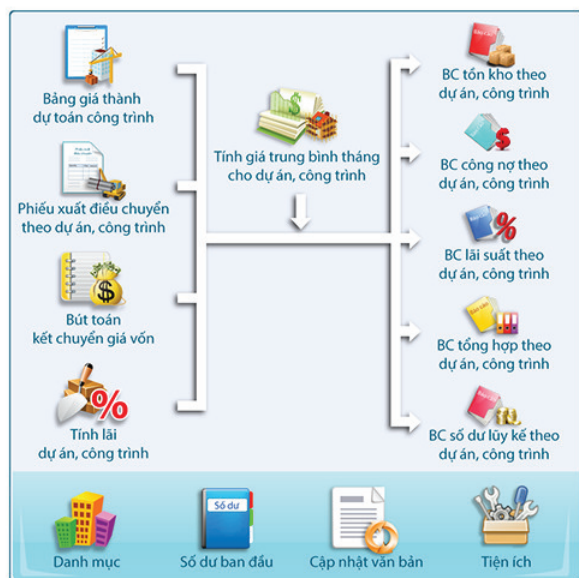 Bảng giá thành
dự toán công trình
Phiếu xuất điều chuyển
theo dự án, công trình
Bút toán
kết chuyển giá vốn
Tính lãi
dự án, công trình
Tính giá trung bình tháng
cho dự án, công trình
BC tồn kho theo
dự án, công trình
BC công nợ theo
dự án, công trình
BC lãi suất theo
dự án, công trình
BC tổng hợp theo
dự án, công trình
BC số dư lũy kế theo
dự án, công trình
Danh mục
Số dư
Số dư ban đầu
Cập nhật văn bản
Tiện ích